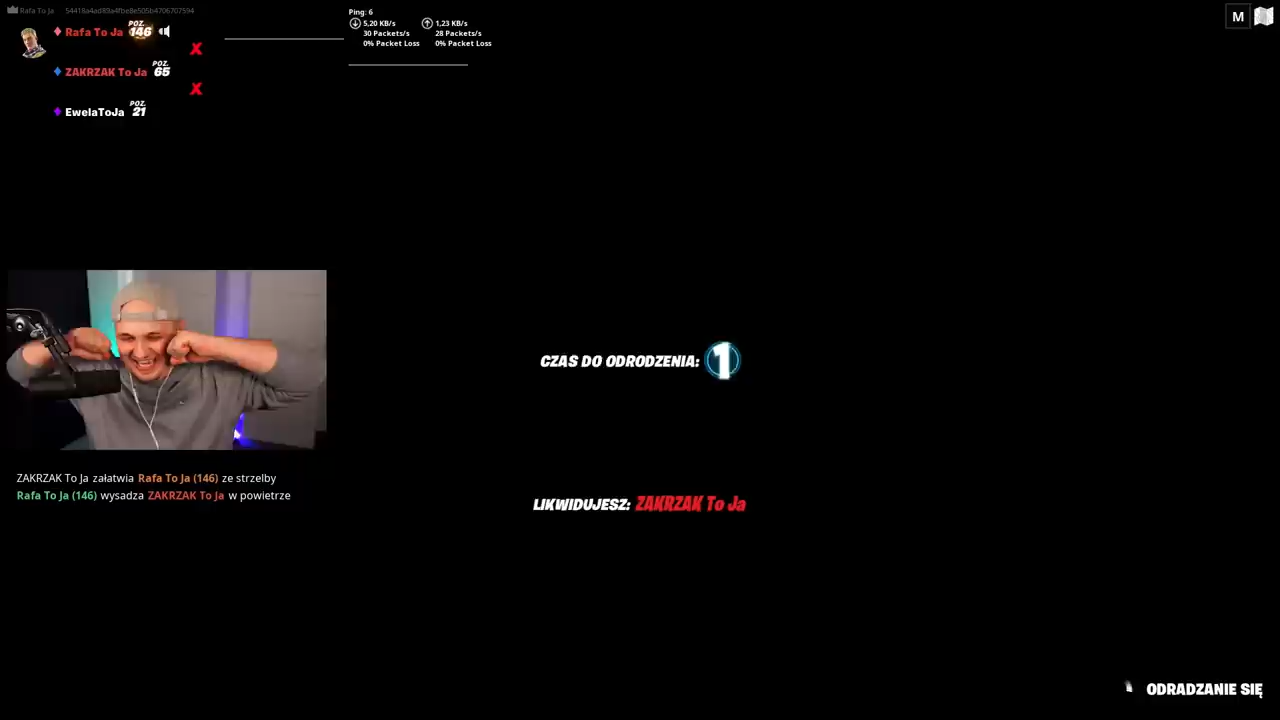 Rafa To Ja 54418a4ad89a4fbe8e505b4706707594
POZ.
Rafa To Ja 146
X
POZ.
ZAKRZAK To Ja 65
X
POZ.
EwelaToJa 21
Ping: 6
5,20 KB/s 1,23 KB/s
30 Packets/s 28 Packets/s
0% Packet Loss 0% Packet Loss
M
CZAS DO ODRODZENIA: 1
ZAKRZAK To Ja załatwia Rafa To Ja (146) ze strzelby
Rafa To Ja (146) wysadza ZAKRZAK To Ja w powietrze
LIKWIDUJESZ: ZAKRZAK To Ja
ODRADZANIE SIĘ